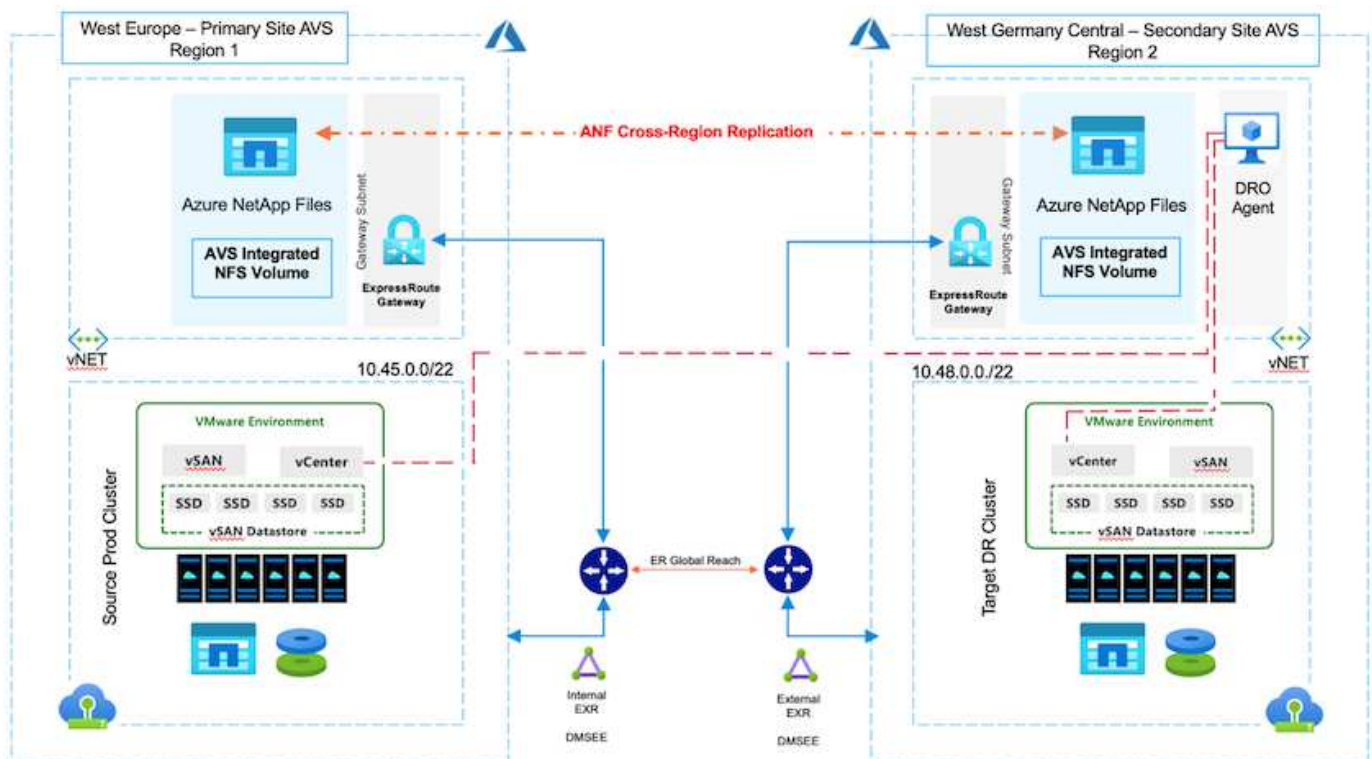 West Europe – Primary Site AVS
Region 1
West Germany Central – Secondary Site AVS
Region 2
ANF Cross-Region Replication
Azure NetApp Files
AVS Integrated
NFS Volume
Gateway Subnet
ExpressRoute
Gateway
Gateway Subnet
ExpressRoute
Gateway
Azure NetApp Files
AVS Integrated
NFS Volume
DRO
Agent
vNET
10.45.0.0/22
10.48.0.0./22
vNET
Source Prod Cluster
VMware Environment
vSAN
vCenter
SSD
SSD
SSD
SSD
vSAN Datastore
ER Global Reach
Internal
EXR
DMSEE
External
EXR
DMSEE
Target DR Cluster
VMware Environment
vCenter
vSAN
SSD
SSD
SSD
SSD
vSAN Datastore